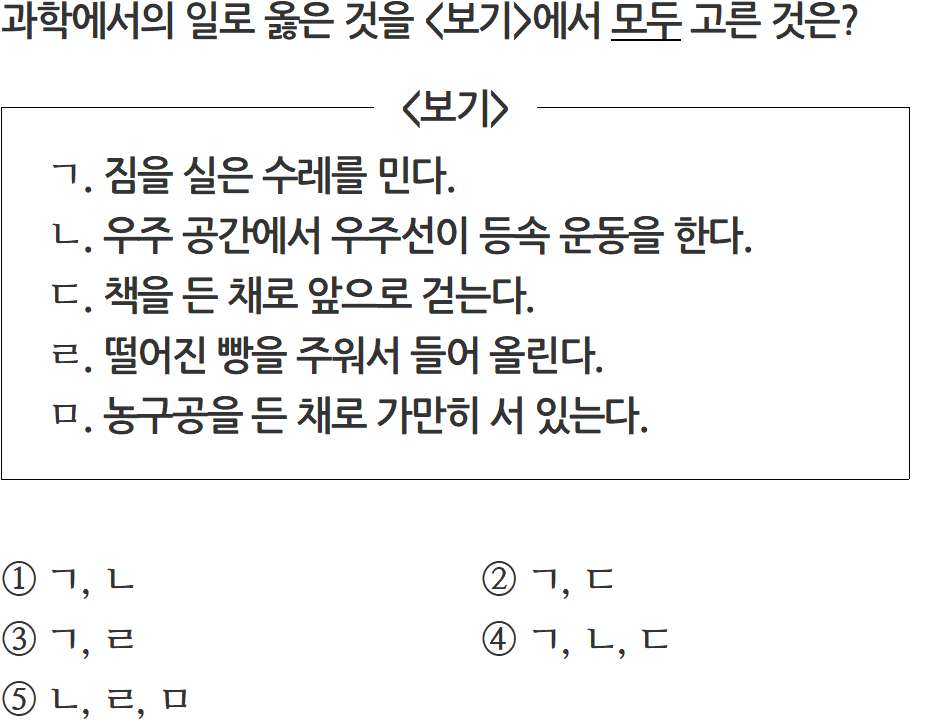 과학에서의 일로 옳은 것을 <보기>에서 모두 고른 것은?
<보기>
ㄱ. 짐을 실은 수레를 민다.
ㄴ. 우주 공간에서 우주선이 등속 운동을 한다.
ㄷ. 책을 든 채로 앞으로 걷는다.
ㄹ. 떨어진 빵을 주워서 들어 올린다.
ㅁ. 농구공을 든 채로 가만히 서 있는다.
① ㄱ, ㄴ ② ㄱ, ㄷ
③ ㄱ, ㄹ ④ ㄱ, ㄴ, ㄷ
⑤ ㄴ, ㄹ, ㅁ